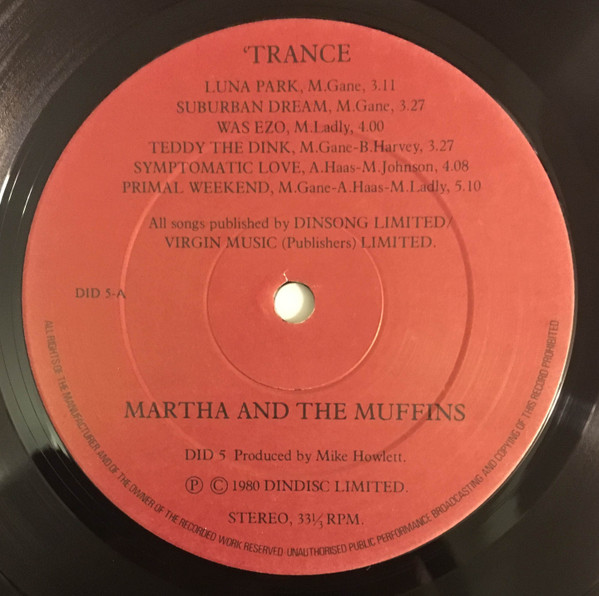 'TRANCE
LUNA PARK, M.Gane, 3.11
SUBURBAN DREAM, M.Gane, 3.27
WAS EZO, M.Ladly, 4.00
TEDDY THE DINK, M.Gane-B.Harvey, 3.27
SYMPTOMATIC LOVE, A.Haas-M.Johnson, 4.08
PRIMAL WEEKEND, M.Gane-A.Haas-M.Ladly, 5.10
All songs published by DINSONG LIMITED/
VIRGIN MUSIC (Publishers) LIMITED.
DID 5-A
MARTHA AND THE MUFFINS
DID 5 Produced by Mike Howlett.
Ⓟ © 1980 DINDISC LIMITED.
STEREO, 33⅓ RPM.
ALL RIGHTS OF THE MANUFACTURER AND OF THE OWNER OF THE RECORDED WORK RESERVED · UNAUTHORISED PUBLIC PERFORMANCE BROADCASTING AND COPYING OF THIS RECORD PROHIBITED